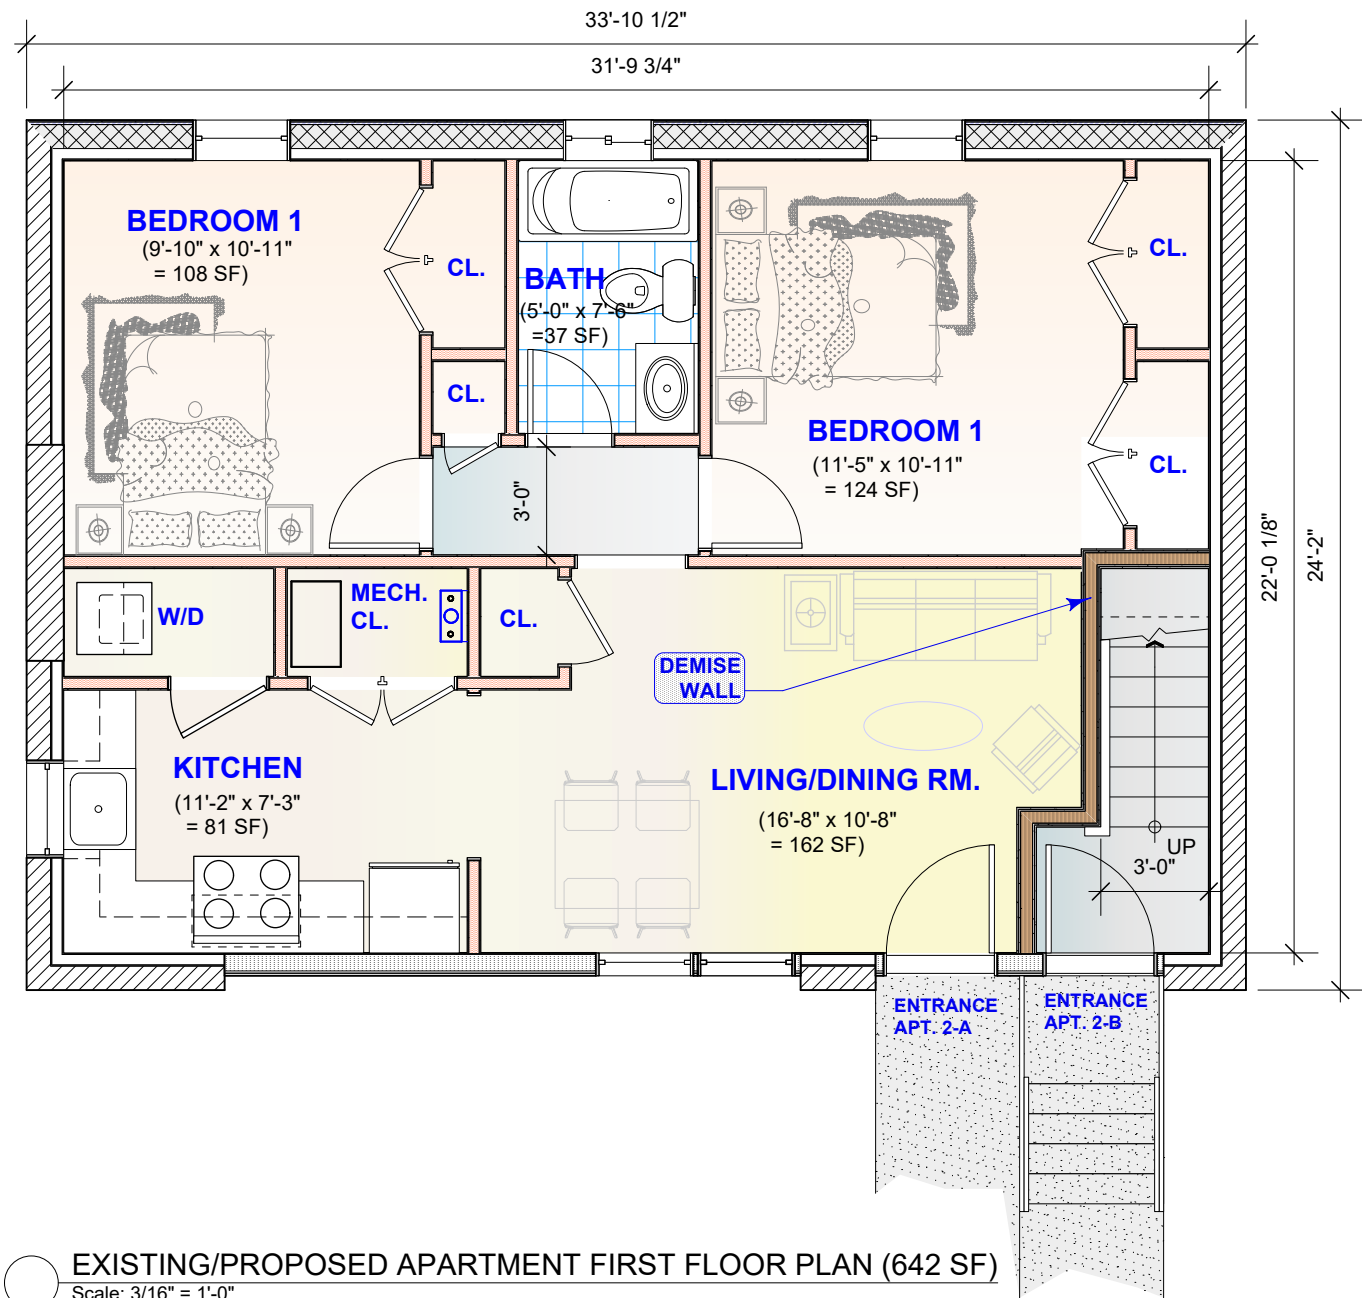 33'-10 1/2"
31'-9 3/4"
BEDROOM 1
(9'-10" x 10'-11"
= 108 SF)
CL.
CL.
BATH
(5'-0" x 7'-6"
=37 SF)
BEDROOM 1
(11'-5" x 10'-11"
= 124 SF)
CL.
CL.
3'-0"
22'-0 1/8"
24'-2"
W/D
MECH.
CL.
CL.
DEMISE
WALL
KITCHEN
(11'-2" x 7'-3"
= 81 SF)
LIVING/DINING RM.
(16'-8" x 10'-8"
= 162 SF)
UP
3'-0"
ENTRANCE
APT. 2-A
ENTRANCE
APT. 2-B
EXISTING/PROPOSED APARTMENT FIRST FLOOR PLAN (642 SF)
Scale: 3/16" = 1'-0"